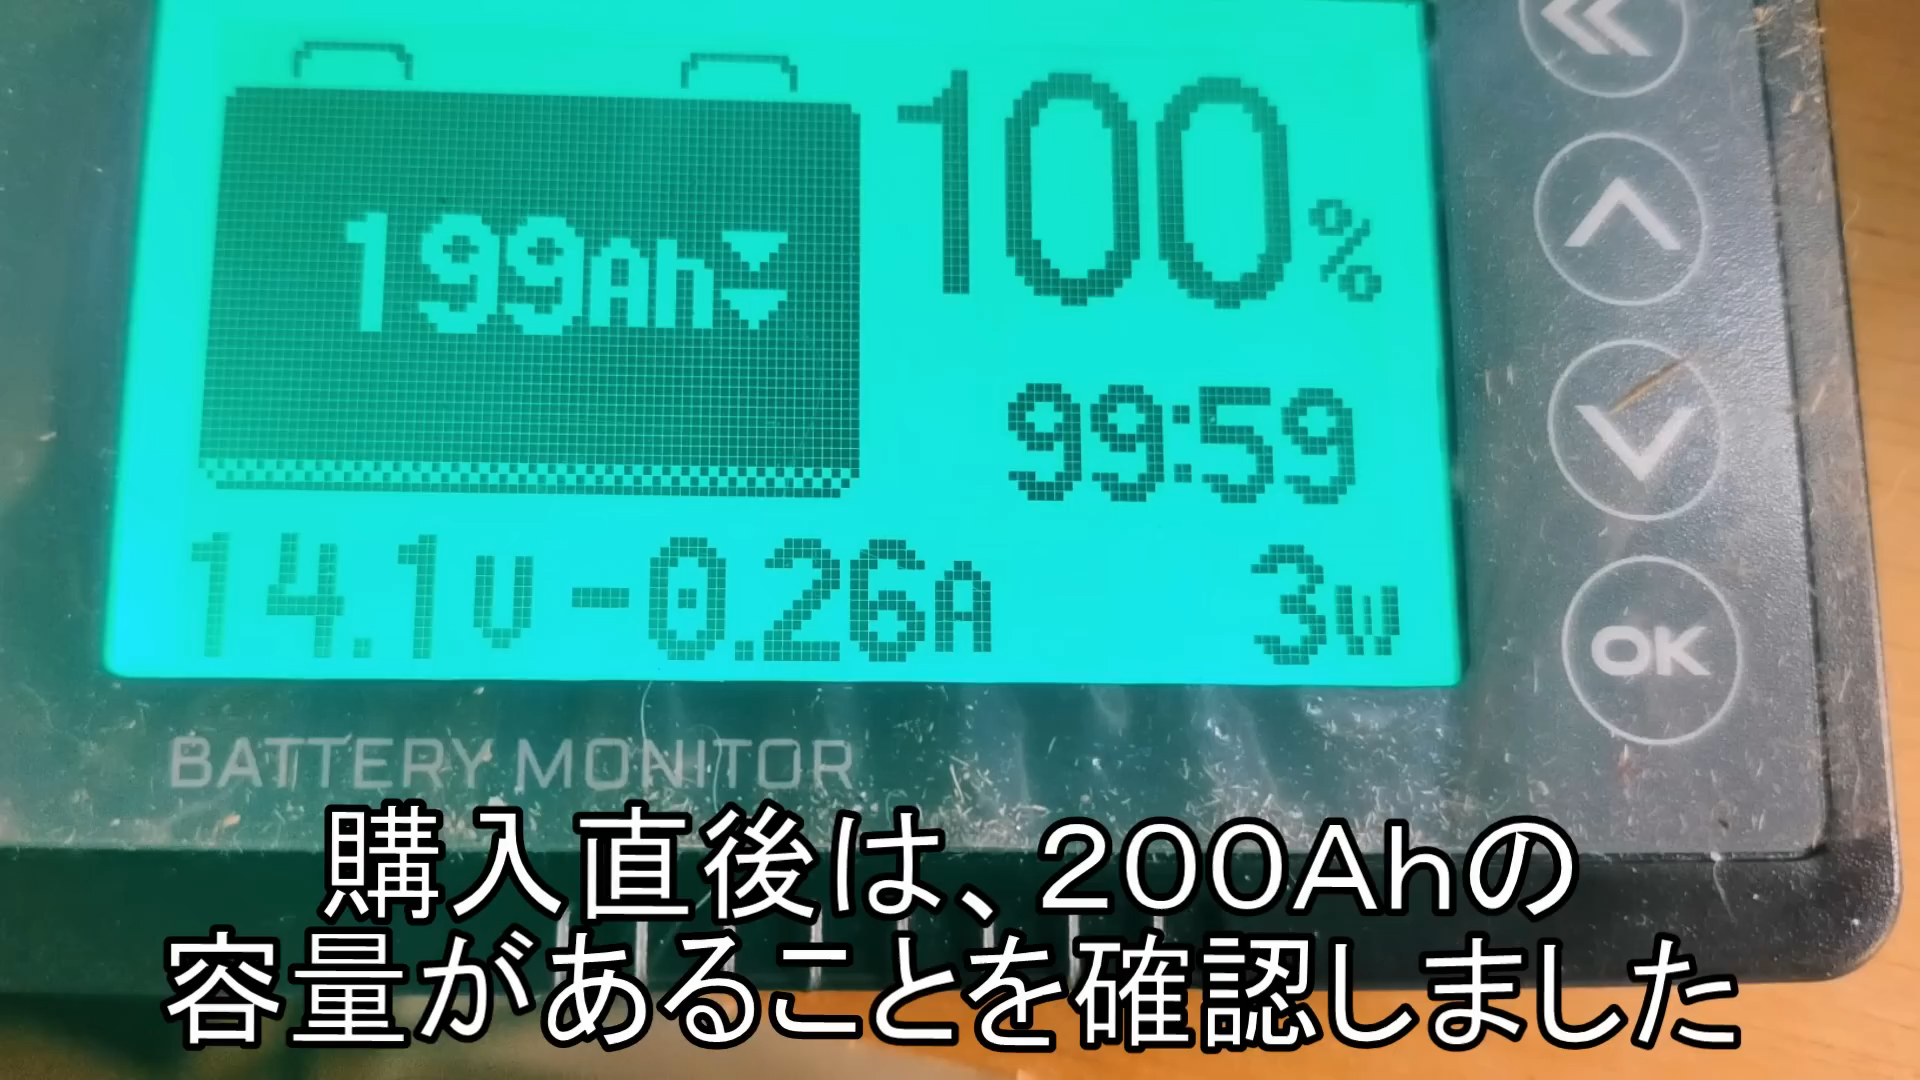 100%
199Ah
99:59
14.1V -0.26A 3W
OK
BATTERY MONITOR
購入直後は、200Ahの
容量があることを確認しました